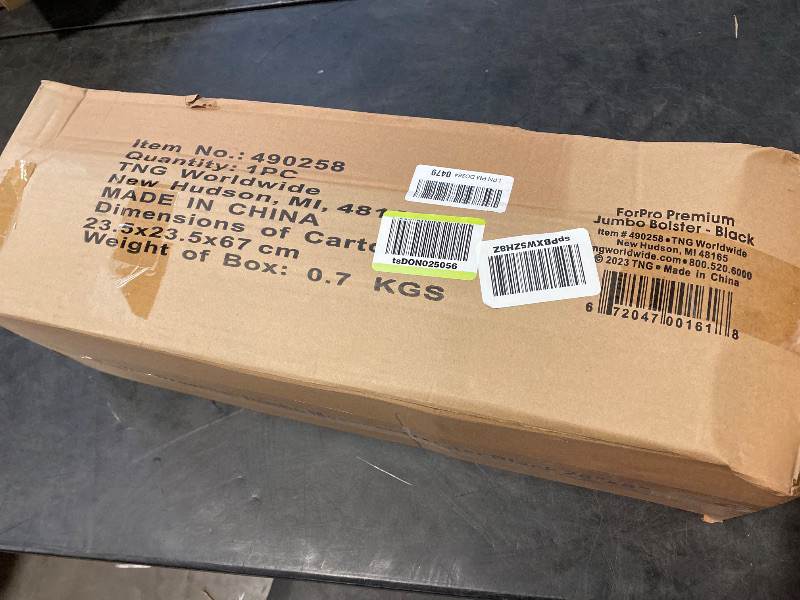 Item No.: 490258
Quantity: 1PC
TNG Worldwide
New Hudson, MI, 481
MADE IN CHINA
Dimensions of Carto
23.5x23.5x67 cm
Weight of Box: 0.7 KGS
0479
tsDON025056
spPBXW5ZH8Z
ForPro Premium
Jumbo Bolster - Black
Item # 490258 • TNG Worldwide
New Hudson, MI 48165
ngworldwide.com • 800.520.6000
© 2023 TNG • Made in China
6 72047 00161 8